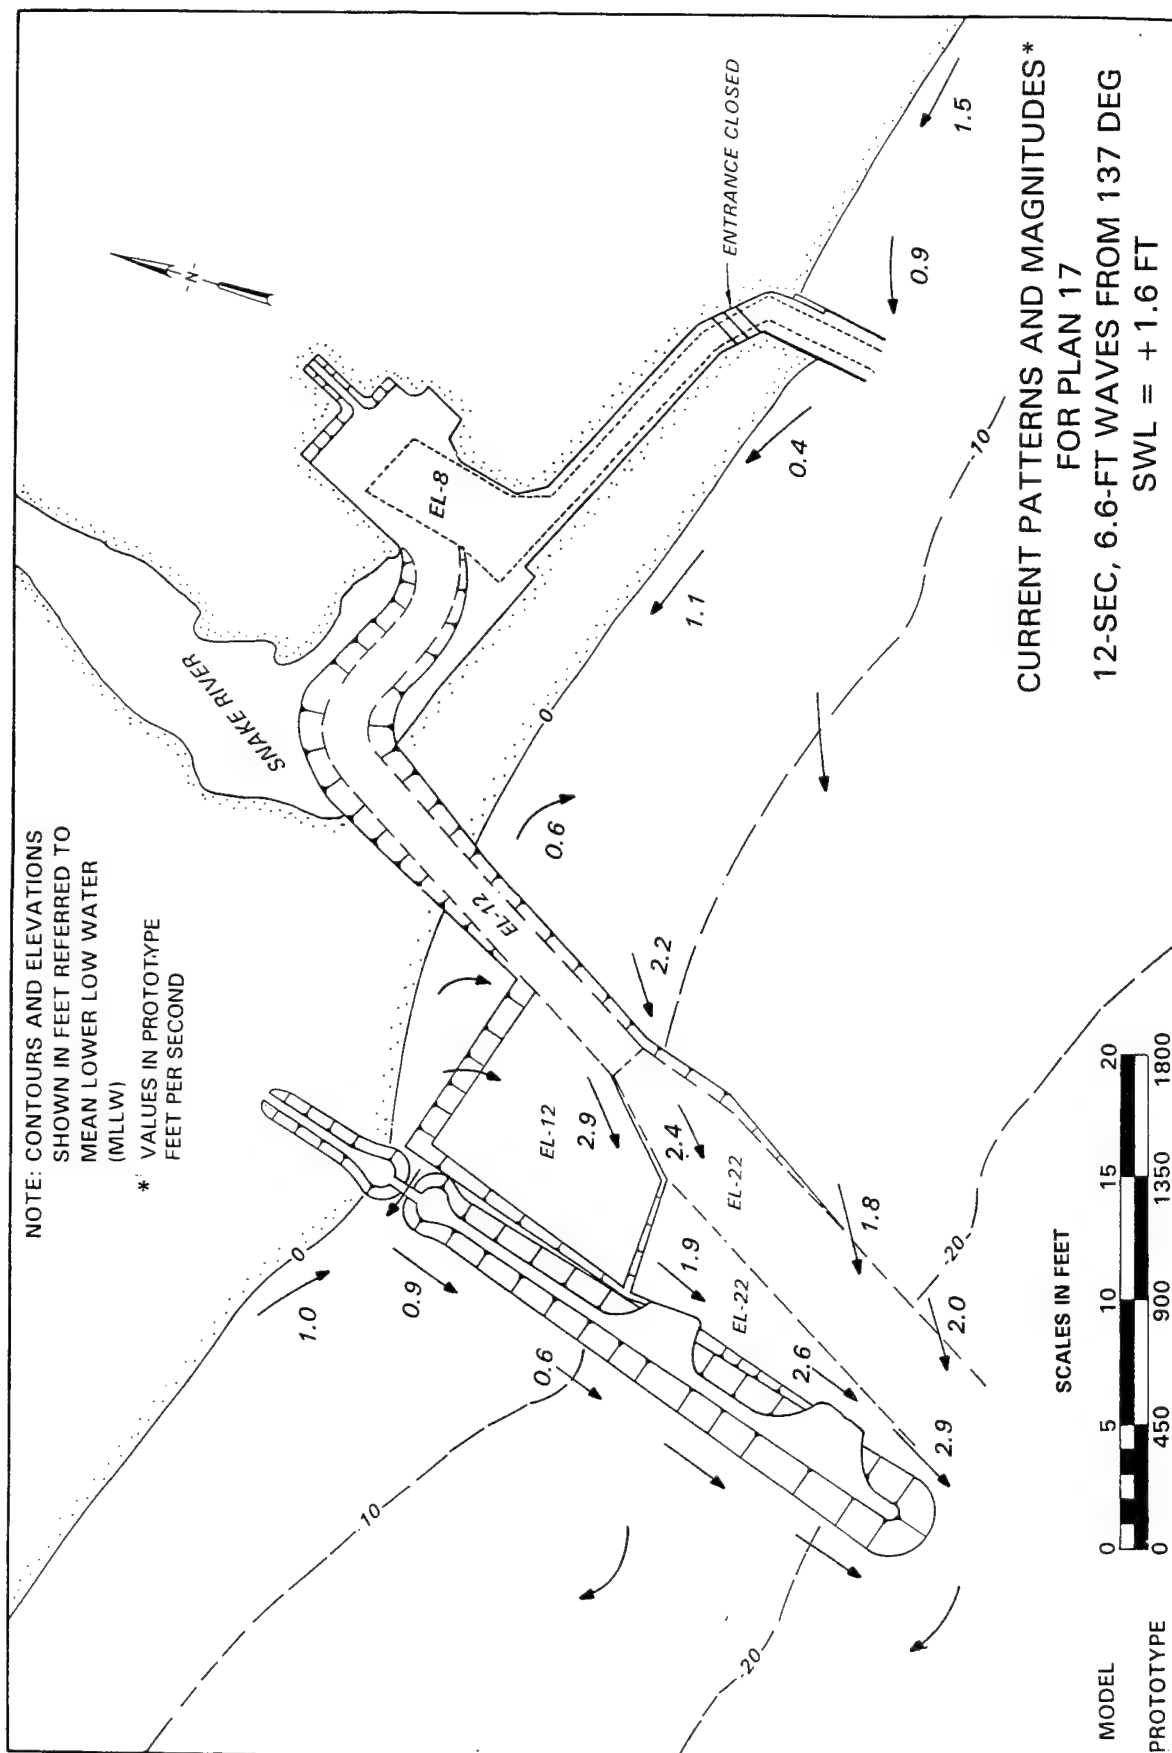 NOTE: CONTOURS AND ELEVATIONS
SHOWN IN FEET REFERRED TO
MEAN LOWER LOW WATER
(MLLW)
* VALUES IN PROTOTYPE
FEET PER SECOND
SNAKE RIVER
N
ENTRANCE CLOSED
EL-8
EL-12
EL-12
EL-22
EL-22
0
0
-10
-10
-20
-20
1.0
0.9
0.6
2.9
2.4
1.9
2.6
2.9
2.2
1.8
2.0
0.6
1.1
0.4
0.9
1.5
SCALES IN FEET
MODEL 0 5 10 15 20
PROTOTYPE 0 450 900 1350 1800
CURRENT PATTERNS AND MAGNITUDES*
FOR PLAN 17
12-SEC, 6.6-FT WAVES FROM 137 DEG
SWL = +1.6 FT